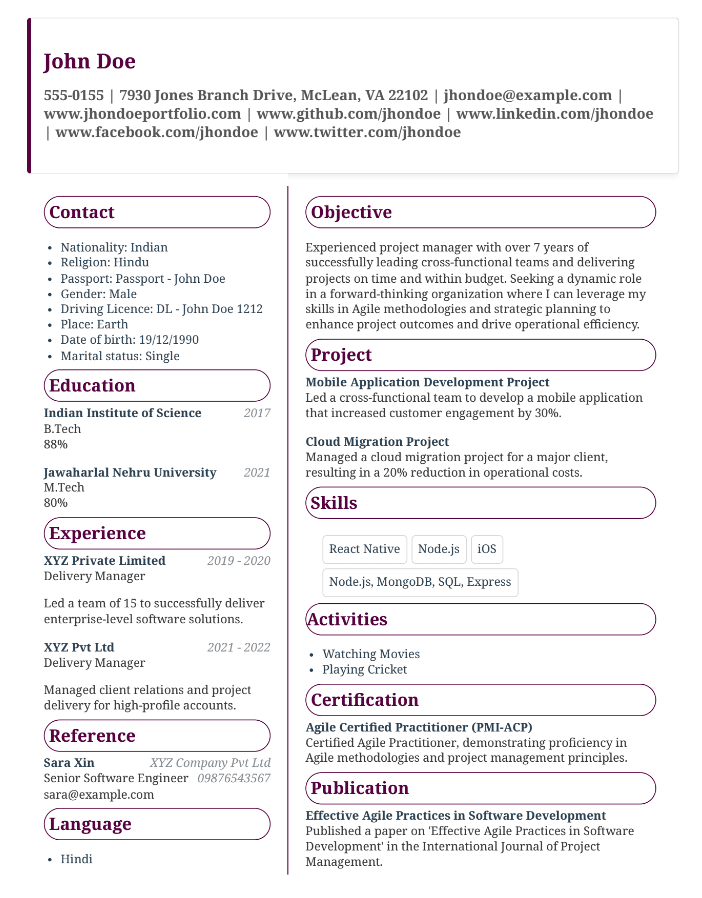 John Doe
555-0155 | 7930 Jones Branch Drive, McLean, VA 22102 | jhondoe@example.com |
www.jhondoeportfolio.com | www.github.com/jhondoe | www.linkedin.com/jhondoe
| www.facebook.com/jhondoe | www.twitter.com/jhondoe
Contact
• Nationality: Indian
• Religion: Hindu
• Passport: Passport - John Doe
• Gender: Male
• Driving Licence: DL - John Doe 1212
• Place: Earth
• Date of birth: 19/12/1990
• Marital status: Single
Education
Indian Institute of Science 2017
B.Tech
88%
Jawaharlal Nehru University 2021
M.Tech
80%
Experience
XYZ Private Limited 2019 - 2020
Delivery Manager
Led a team of 15 to successfully deliver
enterprise-level software solutions.
XYZ Pvt Ltd 2021 - 2022
Delivery Manager
Managed client relations and project
delivery for high-profile accounts.
Reference
Sara Xin XYZ Company Pvt Ltd
Senior Software Engineer 09876543567
sara@example.com
Language
• Hindi
Objective
Experienced project manager with over 7 years of
successfully leading cross-functional teams and delivering
projects on time and within budget. Seeking a dynamic role
in a forward-thinking organization where I can leverage my
skills in Agile methodologies and strategic planning to
enhance project outcomes and drive operational efficiency.
Project
Mobile Application Development Project
Led a cross-functional team to develop a mobile application
that increased customer engagement by 30%.
Cloud Migration Project
Managed a cloud migration project for a major client,
resulting in a 20% reduction in operational costs.
Skills
React Native Node.js iOS
Node.js, MongoDB, SQL, Express
Activities
• Watching Movies
• Playing Cricket
Certification
Agile Certified Practitioner (PMI-ACP)
Certified Agile Practitioner, demonstrating proficiency in
Agile methodologies and project management principles.
Publication
Effective Agile Practices in Software Development
Published a paper on 'Effective Agile Practices in Software
Development' in the International Journal of Project
Management.